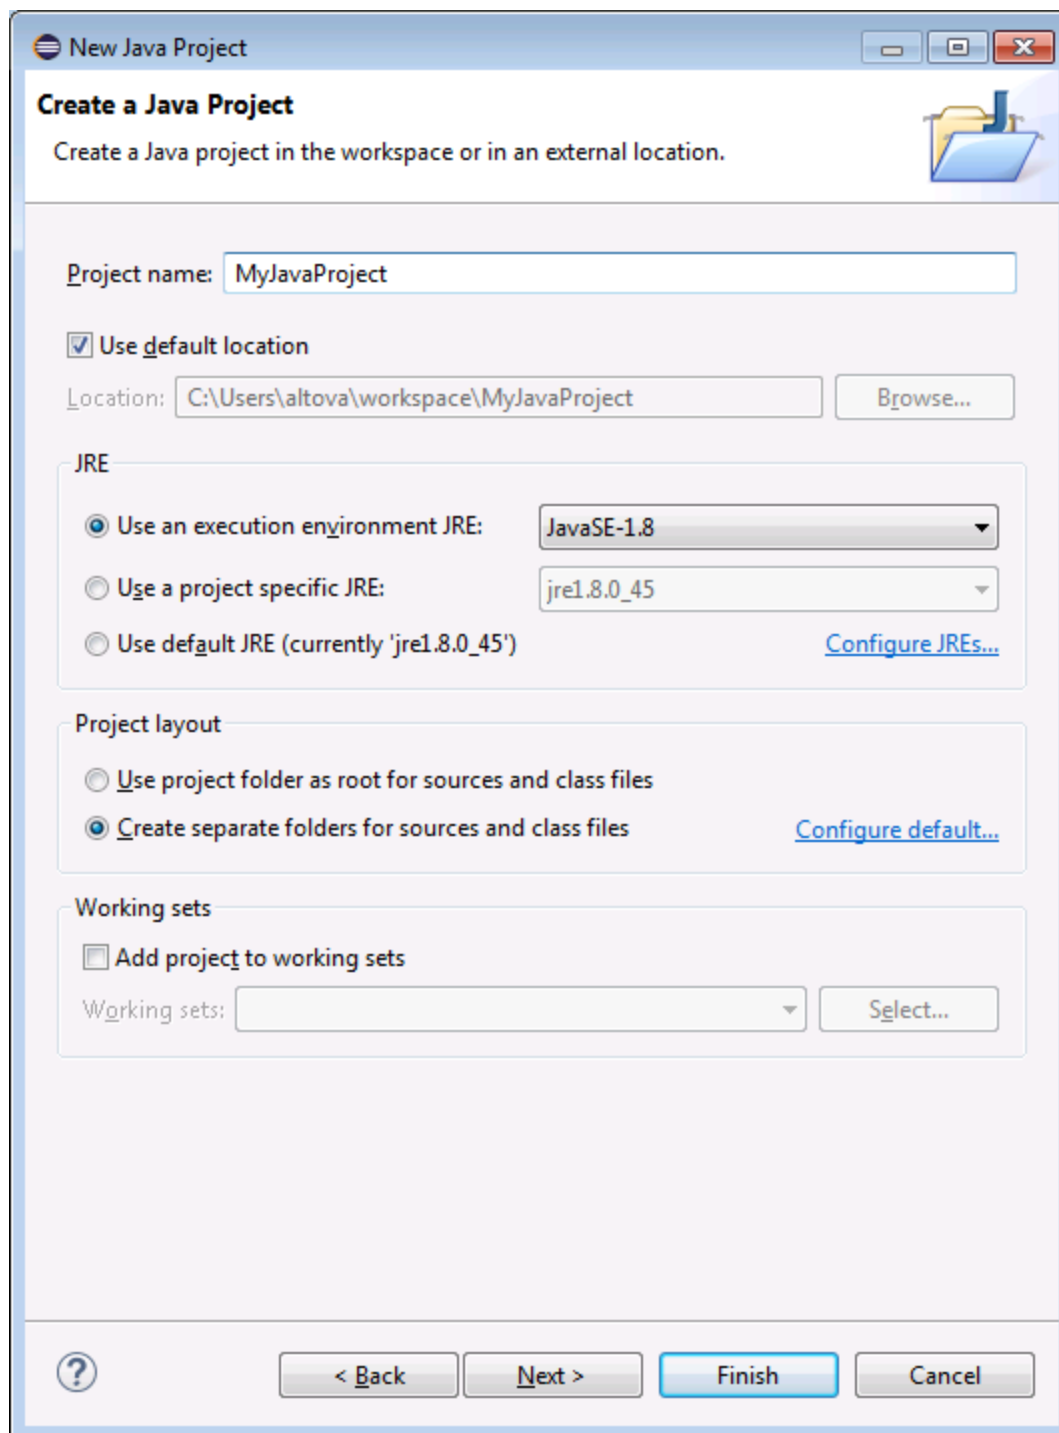 New Java Project
Create a Java Project
Create a Java project in the workspace or in an external location.
Project name: MyJavaProject
Use default location
Location: C:\Users\altova\workspace\MyJavaProject Browse...
JRE
Use an execution environment JRE: JavaSE-1.8
Use a project specific JRE: jre1.8.0_45
Use default JRE (currently 'jre1.8.0_45') Configure JREs...
Project layout
Use project folder as root for sources and class files
Create separate folders for sources and class files Configure default...
Working sets
Add project to working sets
Working sets: Select...
? < Back Next > Finish Cancel